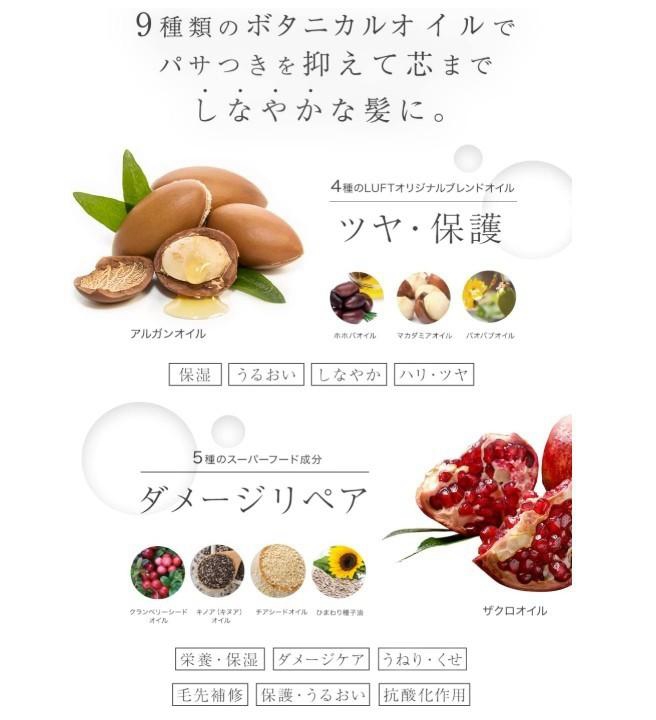 9種類のボタニカルオイルで
パサつきを抑えて芯まで
しなやかな髪に。
4種のLUFTオリジナルブレンドオイル
ツヤ・保護
アルガンオイル
ホホバオイル
マカダミアオイル
バオバブオイル
保湿
うるおい
しなやか
ハリ・ツヤ
5種のスーパーフード成分
ダメージリペア
クランベリーシード
オイル
キノア(キヌア)
オイル
チアシードオイル
ひまわり種子油
ザクロオイル
栄養・保湿
ダメージケア
うねり・くせ
毛先補修
保護・うるおい
抗酸化作用